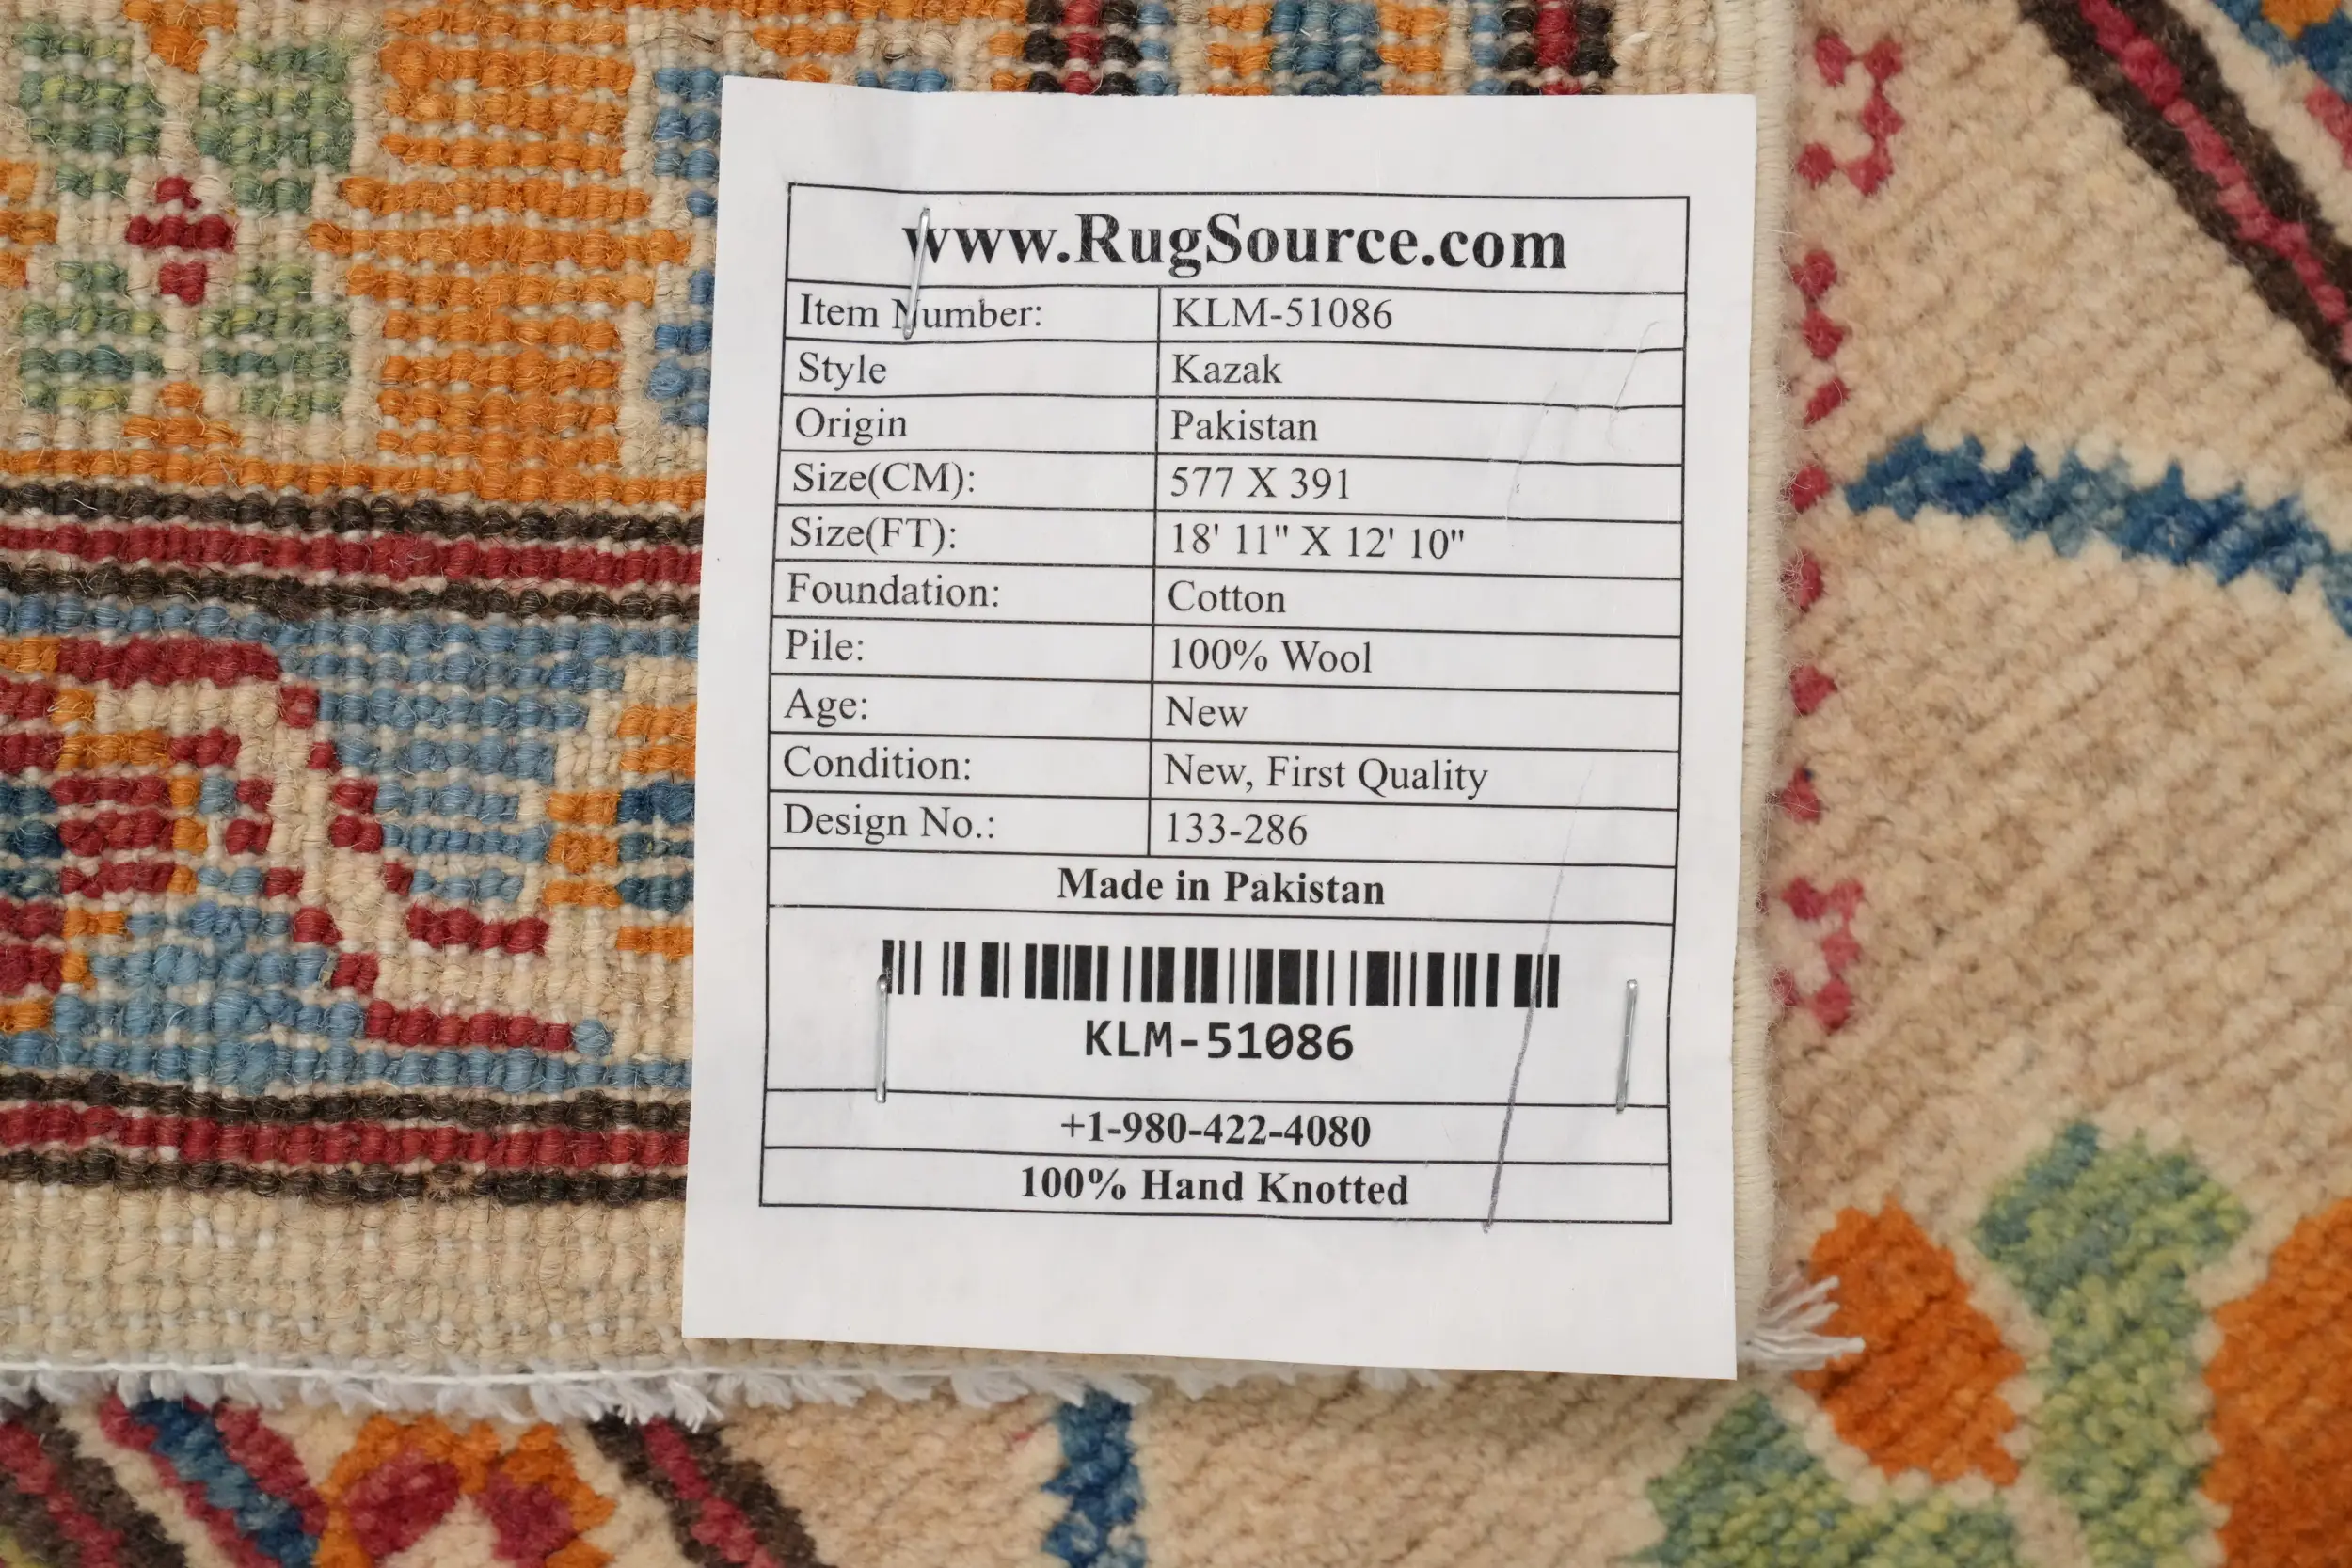 www.RugSource.com
Item Number: KLM-51086
Style Kazak
Origin Pakistan
Size(CM): 577 X 391
Size(FT): 18' 11" X 12' 10"
Foundation: Cotton
Pile: 100% Wool
Age: New
Condition: New, First Quality
Design No.: 133-286
Made in Pakistan
KLM-51086
+1-980-422-4080
100% Hand Knotted